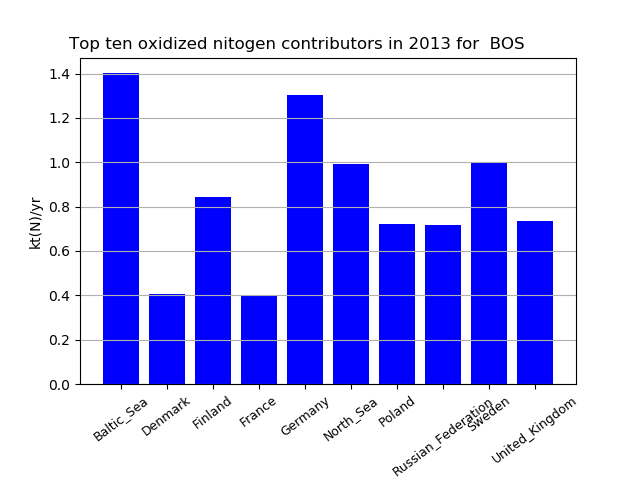 Top ten oxidized nitogen contributors in 2013 for  BOS
1.4
1.2
1.0
0.8
0.6
0.4
0.2
0.0
kt(N)/yr
Baltic_Sea
Denmark
Finland
France
Germany
North_Sea
Poland
Russian_Federation
Sweden
United_Kingdom